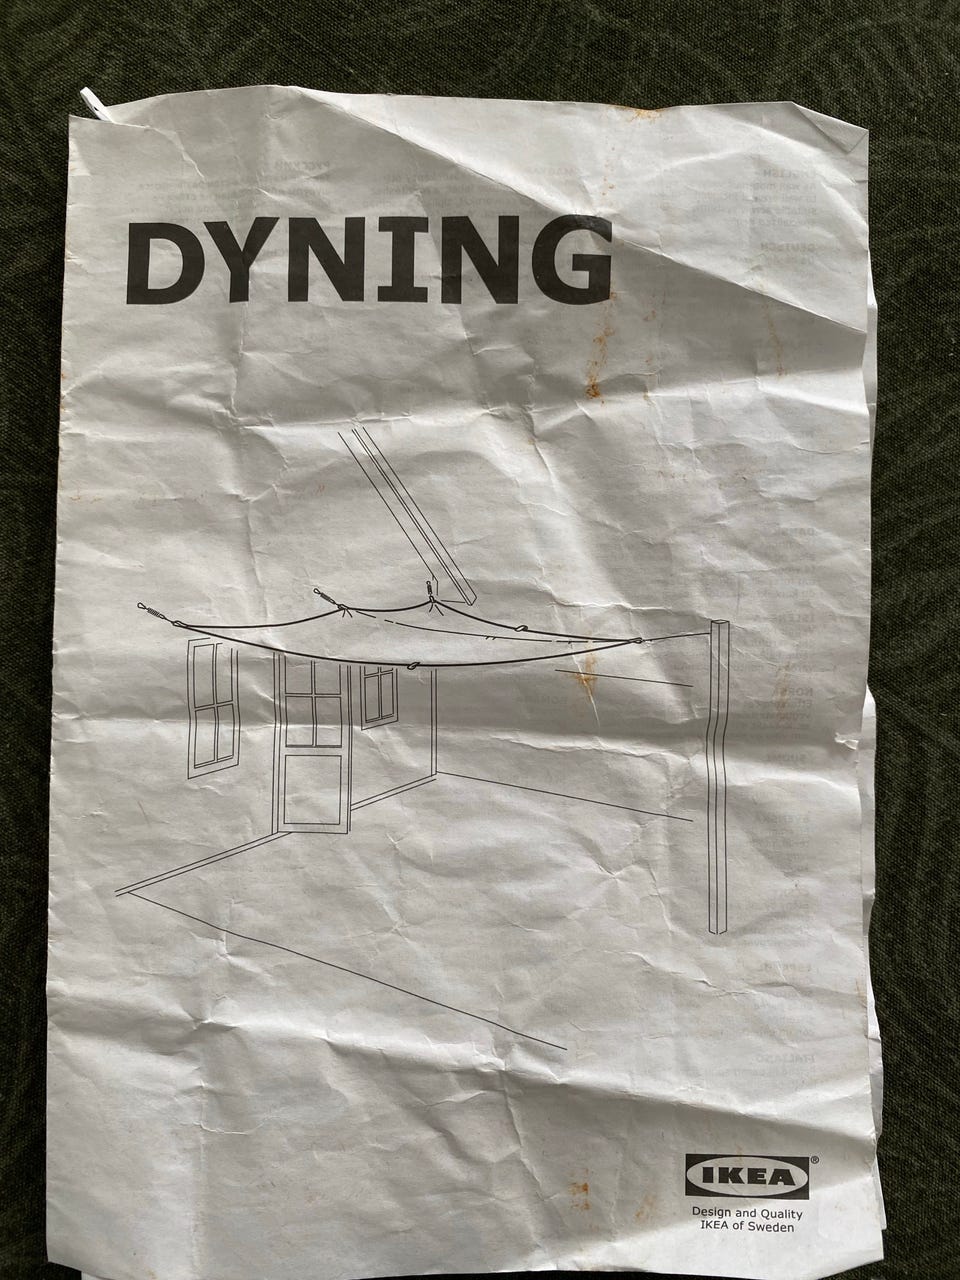 DYNING
IKEA®
Design and Quality
IKEA of Sweden